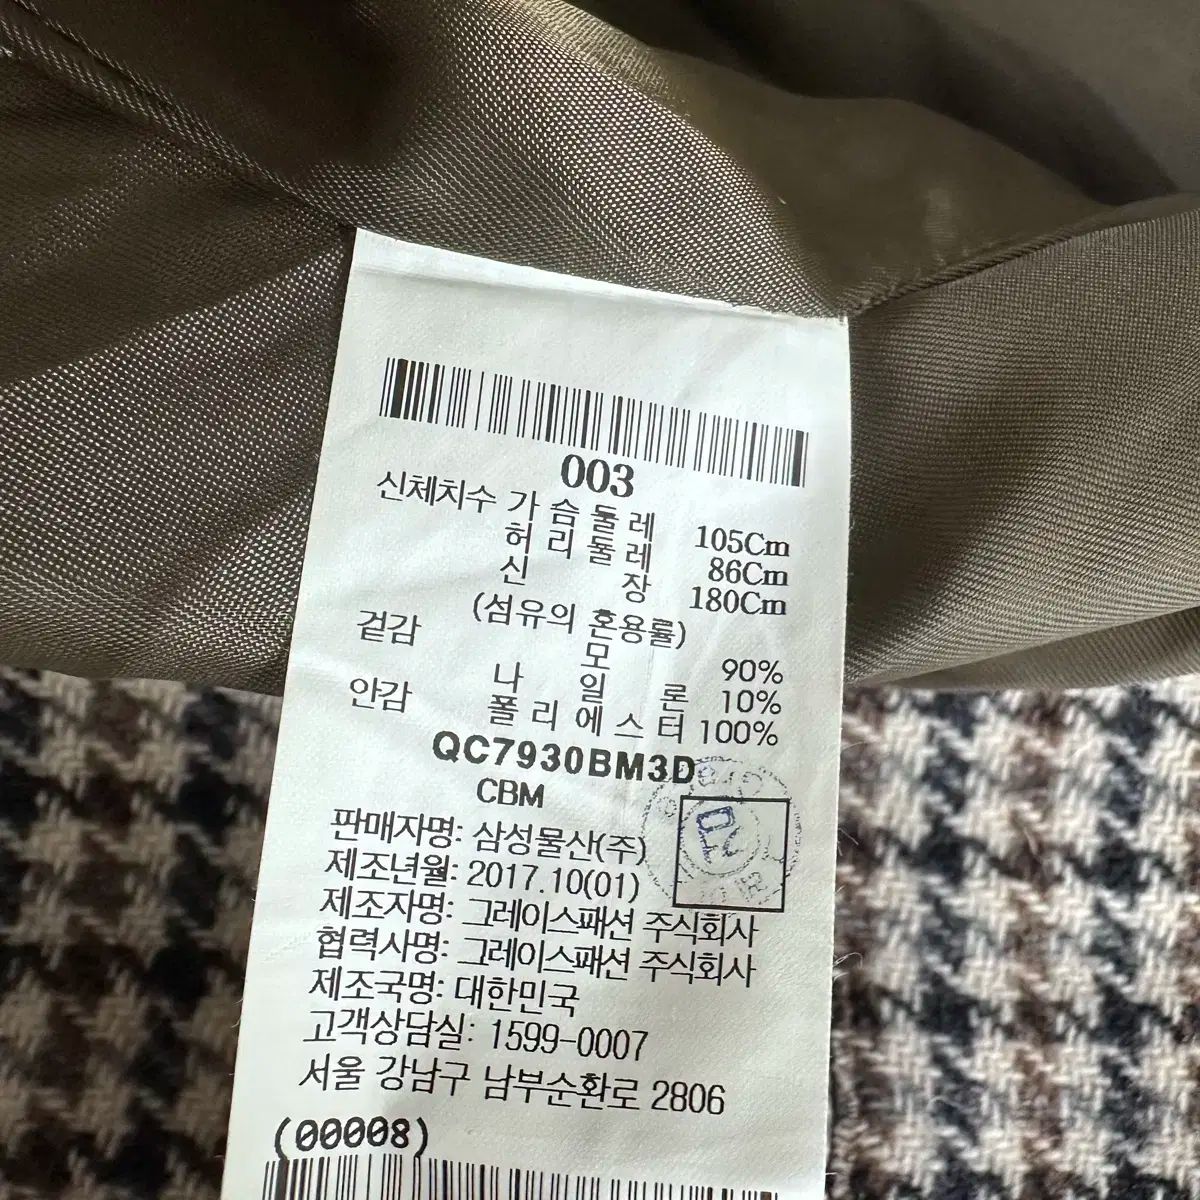 003
신체치수 가슴둘레 105Cm
허리둘레 86Cm
신장 180Cm
(섬유의 혼용률)
겉감 모 90%
나일론 10%
안감 폴리에스터 100%
QC7930BM3D
CBM
판매자명: 삼성물산(주)
제조년월: 2017.10(01)
제조자명: 그레이스패션 주식회사
협력사명: 그레이스패션 주식회사
제조국명: 대한민국
고객상담실: 1599-0007
서울 강남구 남부순환로 2806
(00008)